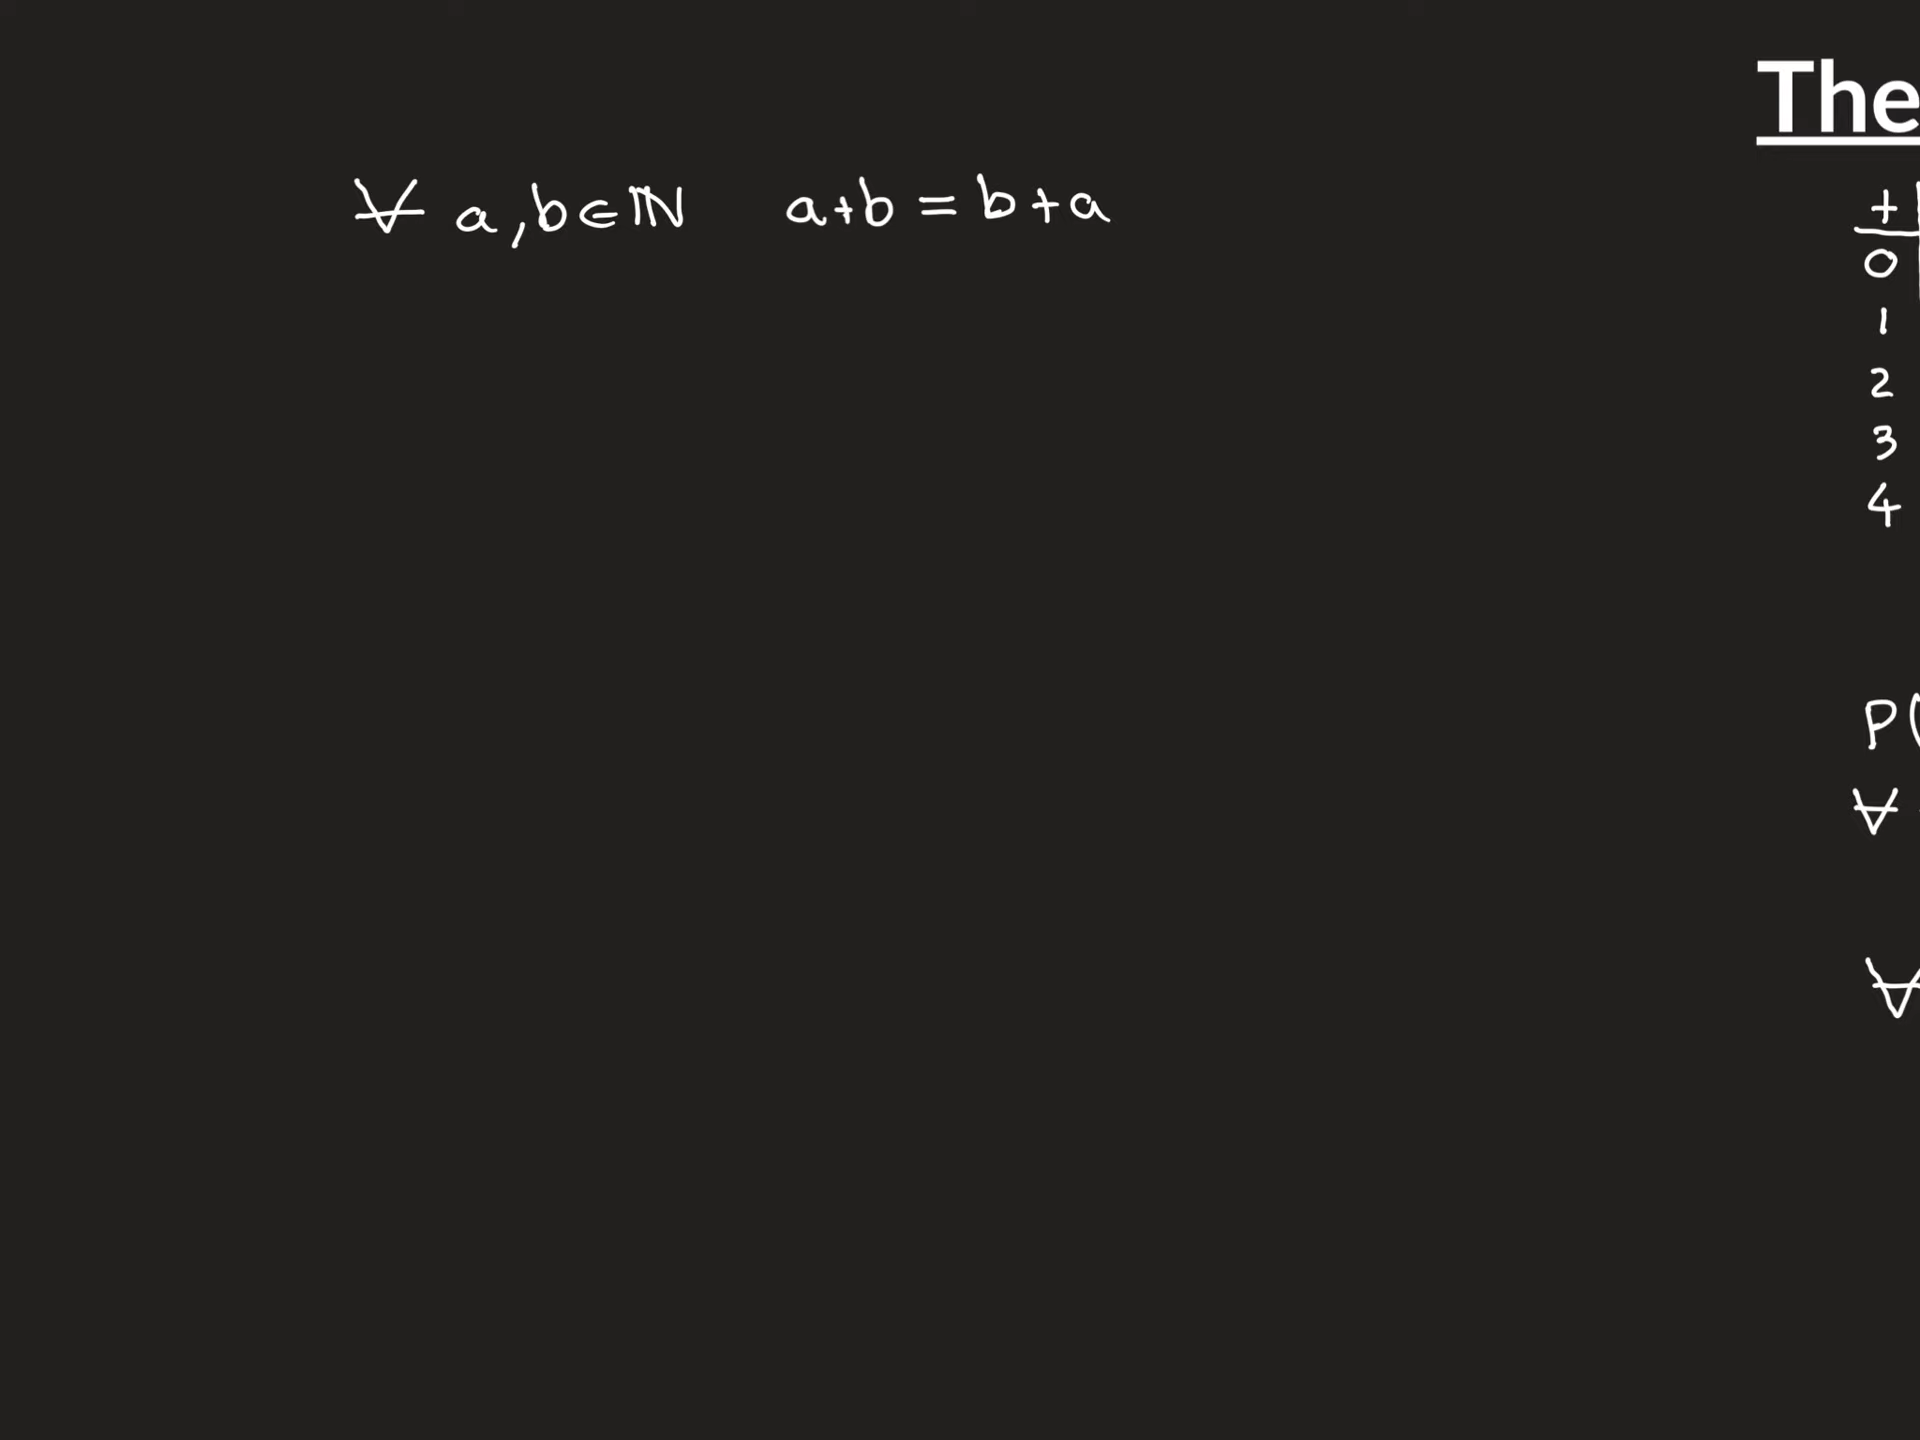 ∀ a,b∈ℕ a+b = b+a
The
+
0
1
2
3
4
P(
∀
∀